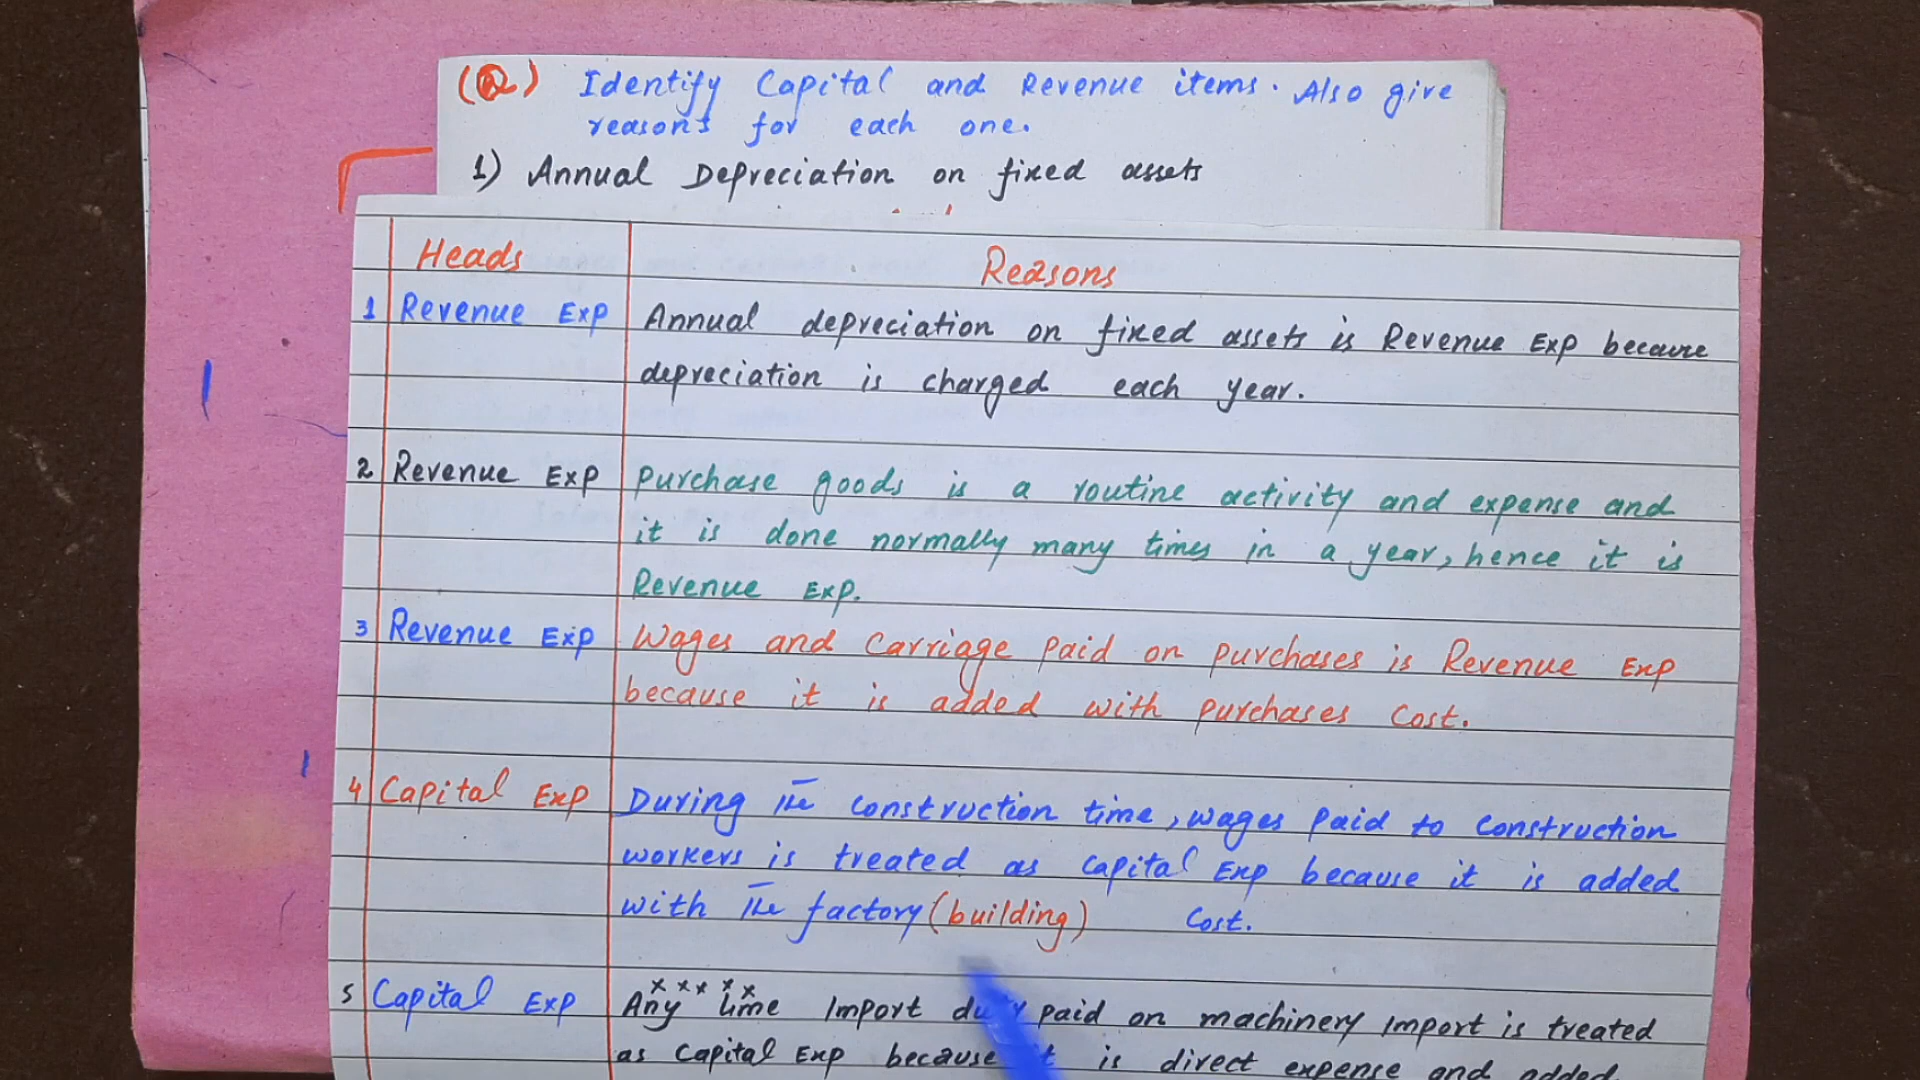 (Q) Identify Capital and Revenue items. Also give
reasons for each one.
1) Annual Depreciation on fixed assets
Heads Reasons
1 Revenue Exp Annual depreciation on fixed assets is Revenue Exp because
depreciation is charged each year.
2 Revenue Exp Purchase goods is a routine activity and expense and
it is done normally many times in a year, hence it is
Revenue Exp.
3 Revenue Exp Wages and Carriage Paid on purchases is Revenue Exp
because it is added with purchases Cost.
4 Capital Exp During the construction time, wages Paid to Construction
workers is treated as Capital Exp because it is added
with the factory (building) Cost.
5 Capital Exp Any time Import duty paid on machinery import is treated
as Capital Exp because it is direct expense and added